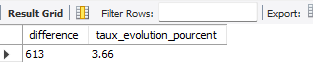 Result Grid Filter Rows: Export:
difference taux_evolution_pourcent
613 3.66